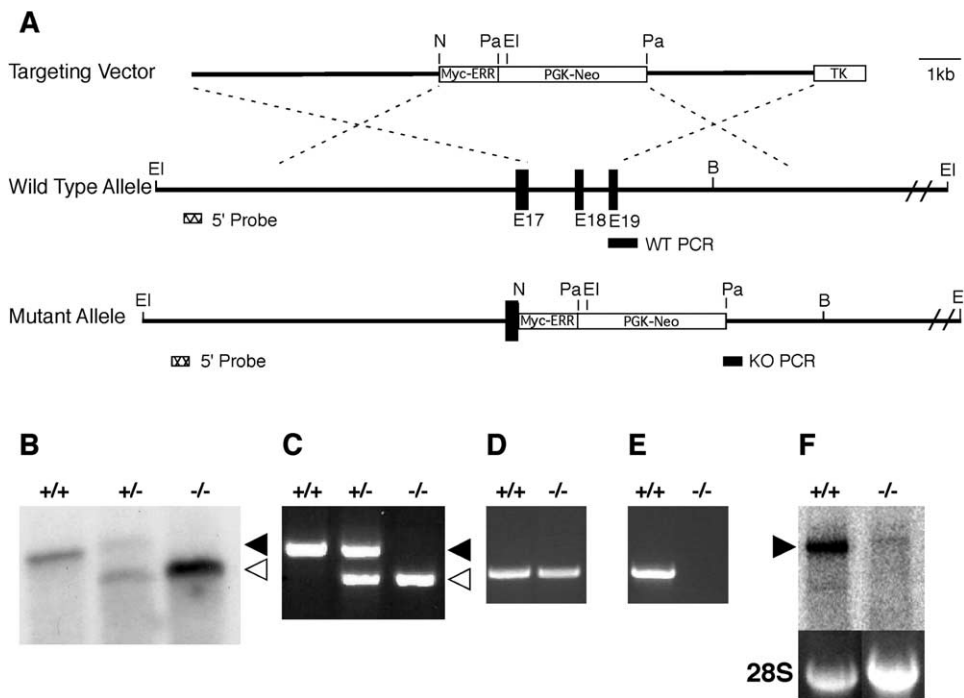 A
N Pa EI Pa
Targeting Vector Myc-ERR PGK-Neo TK 1kb
EI B EI
Wild Type Allele
5' Probe E17 E18 E19
WT PCR
EI N Pa EI Pa B E
Mutant Allele Myc-ERR PGK-Neo
5' Probe KO PCR
B C D E F
+/+ +/- -/- +/+ +/- -/- +/+ -/- +/+ -/- +/+ -/-
28S